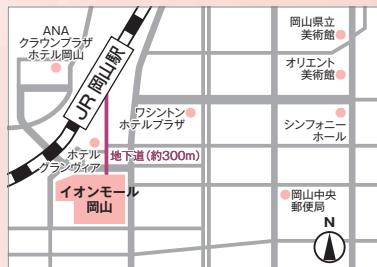 ANA
クラウンプラザ
ホテル岡山
JR 岡山駅
岡山県立
美術館
オリエント
美術館
ワシントン
ホテルプラザ
シンフォニー
ホール
ホテル
グランヴィア
地下道(約300m)
イオンモール
岡山
岡山中央
郵便局
N